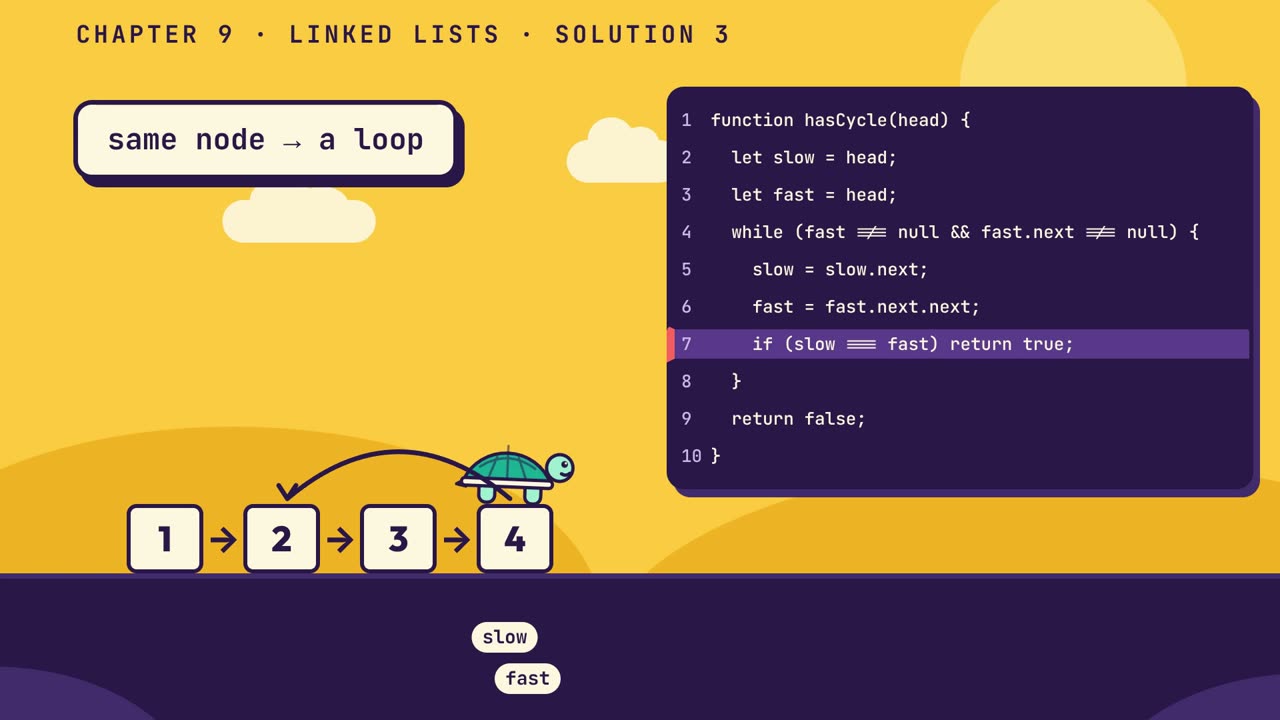 CHAPTER 9 · LINKED LISTS · SOLUTION 3
same node → a loop
1 function hasCycle(head) {
2 let slow = head;
3 let fast = head;
4 while (fast !== null && fast.next !== null) {
5 slow = slow.next;
6 fast = fast.next.next;
7 if (slow === fast) return true;
8 }
9 return false;
10 }
1 → 2 → 3 → 4
slow
fast